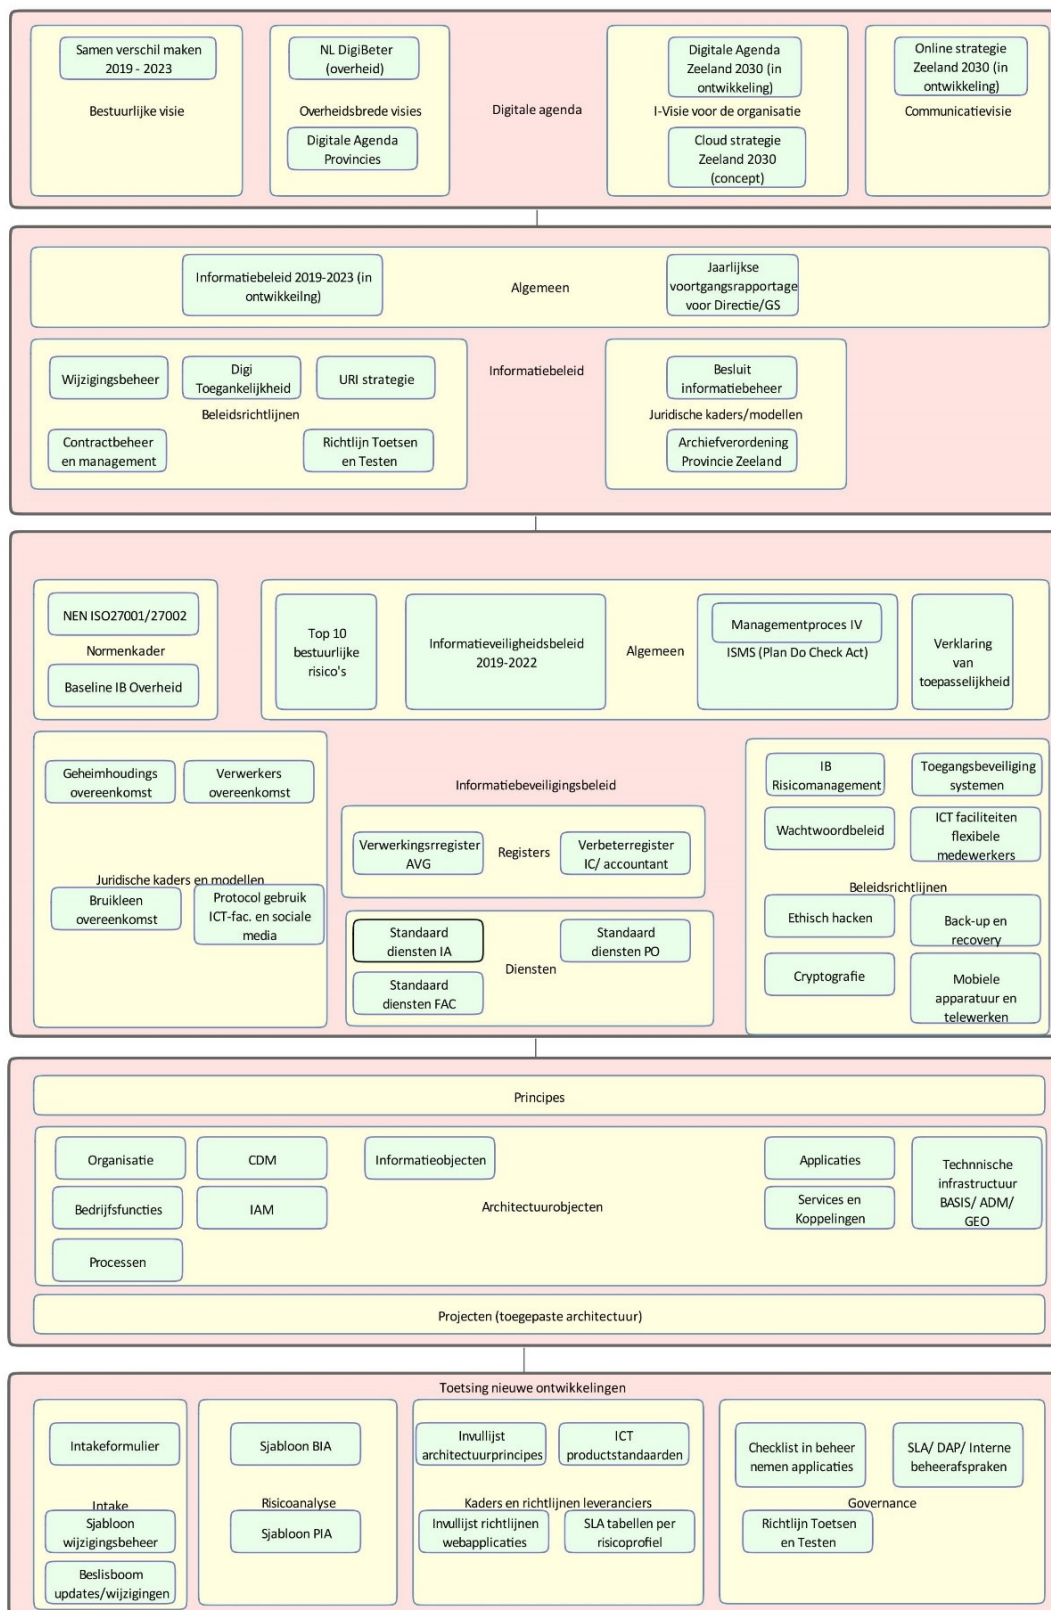 Samen verschil maken
2019 - 2023
Bestuurlijke visie
NL DigiBeter
(overheid)
Overheidsbrede visies
Digitale Agenda
Provincies
Digitale agenda
Digitale Agenda
Zeeland 2030 (in
ontwikkeling)
I-Visie voor de organisatie
Cloud strategie
Zeeland 2030
(concept)
Online strategie
Zeeland 2030 (in
ontwikkeling)
Communicatievisie
Informatiebeleid 2019-2023 (in
ontwikkeilng)
Algemeen
Jaarlijkse
voortgangsrapportage
voor Directie/GS
Wijzigingsbeheer
Digi
Toegankelijkheid
URI strategie
Beleidsrichtlijnen
Contractbeheer
en management
Richtlijn Toetsen
en Testen
Informatiebeleid
Besluit
informatiebeheer
Juridische kaders/modellen
Archiefverordening
Provincie Zeeland
NEN ISO27001/27002
Normenkader
Baseline IB Overheid
Top 10
bestuurlijke
risico's
Informatieveiligheidsbeleid
2019-2022
Algemeen
Managementproces IV
ISMS (Plan Do Check Act)
Verklaring
van
toepasselijkheid
Geheimhoudings
overeenkomst
Verwerkers
overeenkomst
Juridische kaders en modellen
Bruikleen
overeenkomst
Protocol gebruik
ICT-fac. en sociale
media
Informatiebeveiligingsbeleid
Verwerkingsrregister
AVG
Registers
Verbeterregister
IC/ accountant
Standaard
diensten IA
Standaard
diensten PO
Diensten
Standaard
diensten FAC
IB
Risicomanagement
Toegangsbeveiliging
systemen
Wachtwoordbeleid
ICT faciliteiten
flexibele
medewerkers
Beleidsrichtlijnen
Ethisch hacken
Back-up en
recovery
Cryptografie
Mobiele
apparatuur en
telewerken
Principes
Organisatie
CDM
Informatieobjecten
Applicaties
Technnische
infrastructuur
BASIS/ ADM/
GEO
Bedrijfsfuncties
IAM
Architectuurobjecten
Services en
Koppelingen
Processen
Projecten (toegepaste architectuur)
Toetsing nieuwe ontwikkelingen
Intakeformulier
Intake
Sjabloon
wijzigingsbeheer
Beslisboom
updates/wijzigingen
Sjabloon BIA
Risicoanalyse
Sjabloon PIA
Invullijst
architectuurprincipes
ICT
productstandaarden
Kaders en richtlijnen leveranciers
Invullijst richtlijnen
webapplicaties
SLA tabellen per
risicoprofiel
Checklist in beheer
nemen applicaties
SLA/ DAP/ Interne
beheerafspraken
Governance
Richtlijn Toetsen
en Testen